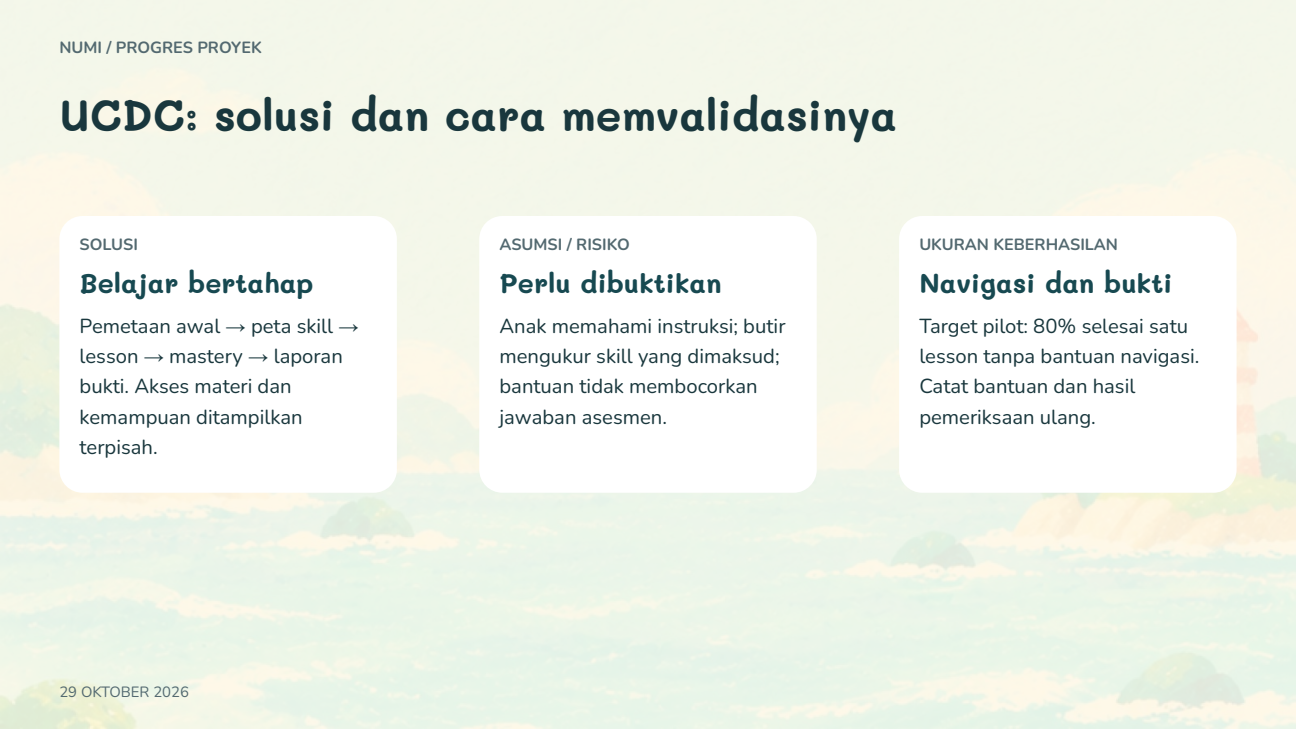 NUMI / PROGRES PROYEK
UCDC: solusi dan cara memvalidasinya
SOLUSI
Belajar bertahap
Pemetaan awal → peta skill →
lesson → mastery → laporan
bukti. Akses materi dan
kemampuan ditampilkan
terpisah.
ASUMSI / RISIKO
Perlu dibuktikan
Anak memahami instruksi; butir
mengukur skill yang dimaksud;
bantuan tidak membocorkan
jawaban asesmen.
UKURAN KEBERHASILAN
Navigasi dan bukti
Target pilot: 80% selesai satu
lesson tanpa bantuan navigasi.
Catat bantuan dan hasil
pemeriksaan ulang.
29 OKTOBER 2026